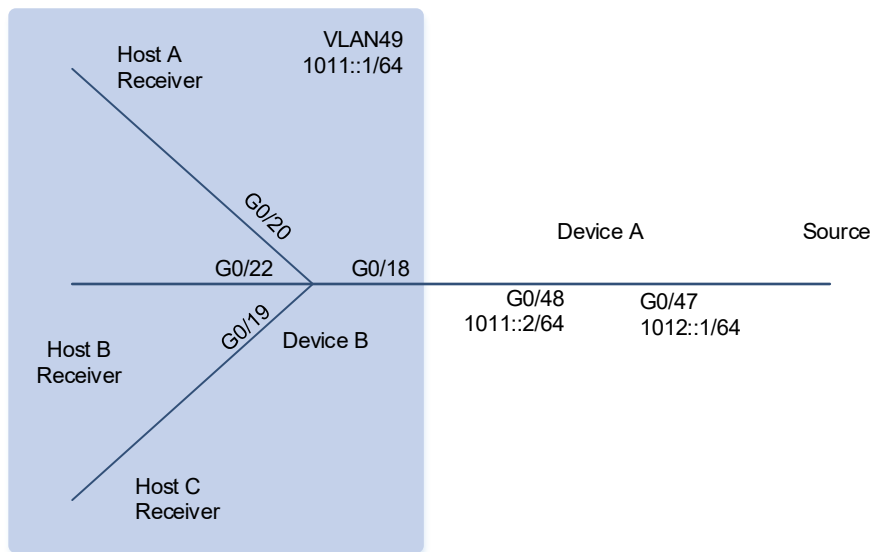 Host A
Receiver
VLAN49
1011::1/64
G0/20
G0/22
G0/18
G0/19
Device B
Host B
Receiver
Host C
Receiver
Device A
Source
G0/48
1011::2/64
G0/47
1012::1/64